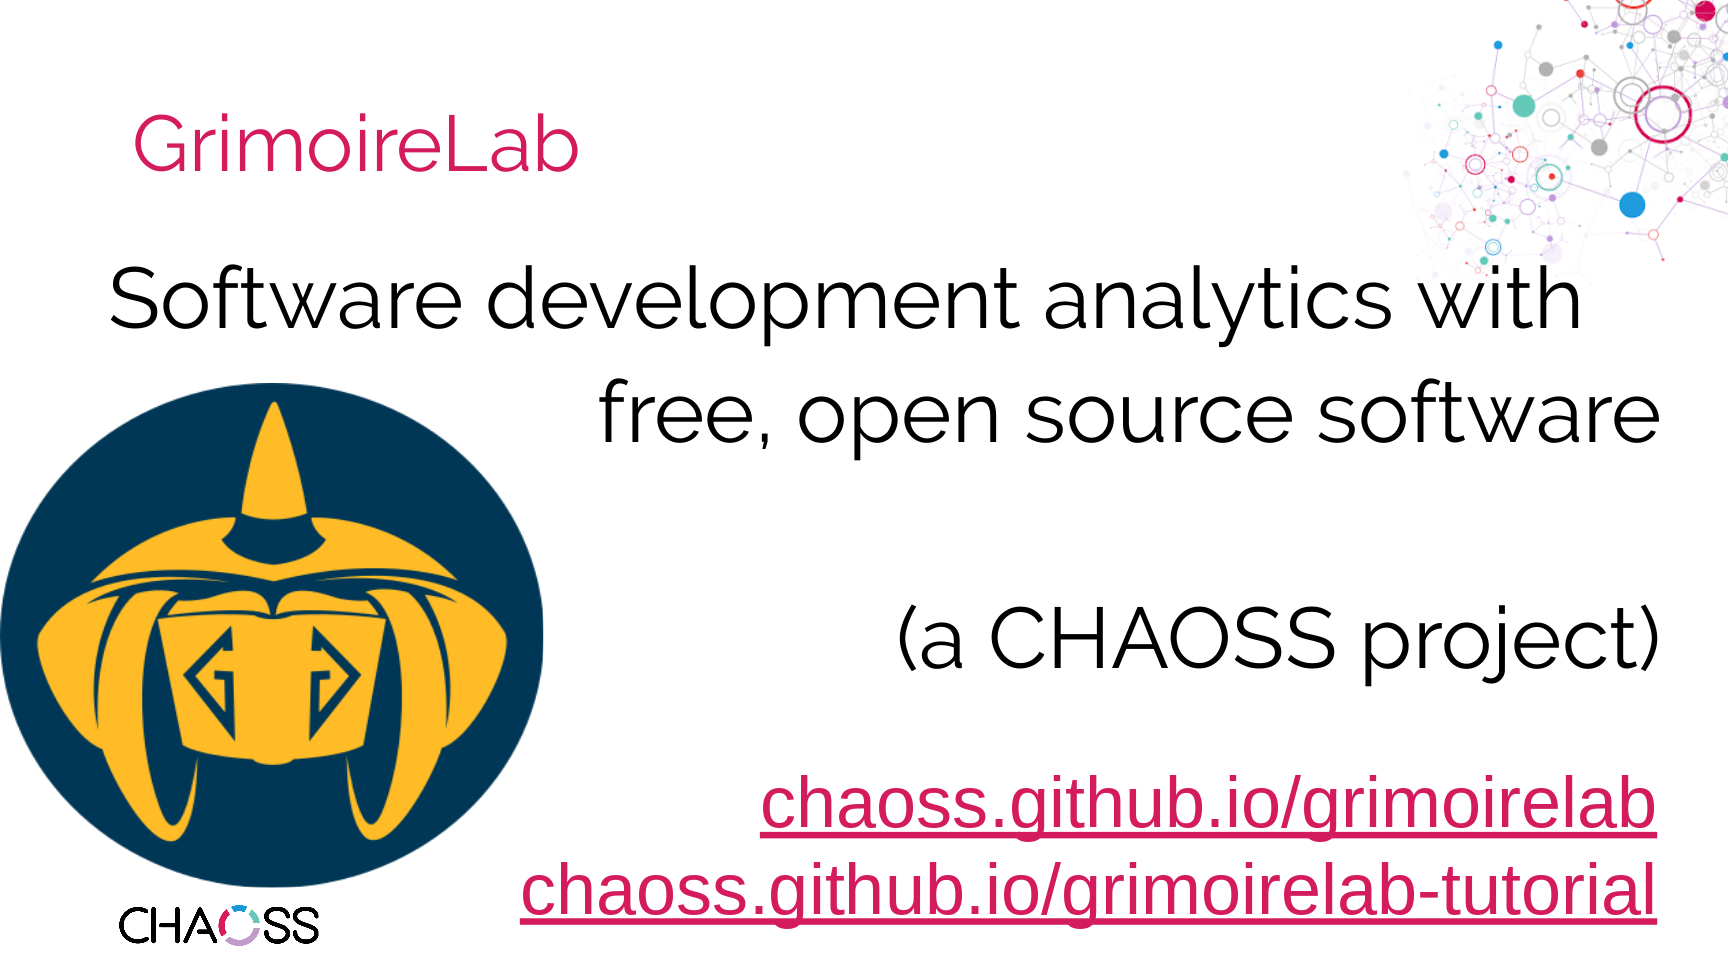 GrimoireLab
Software development analytics with
free, open source software
(a CHAOSS project)
chaoss.github.io/grimoirelab
chaoss.github.io/grimoirelab-tutorial
CHAOSS